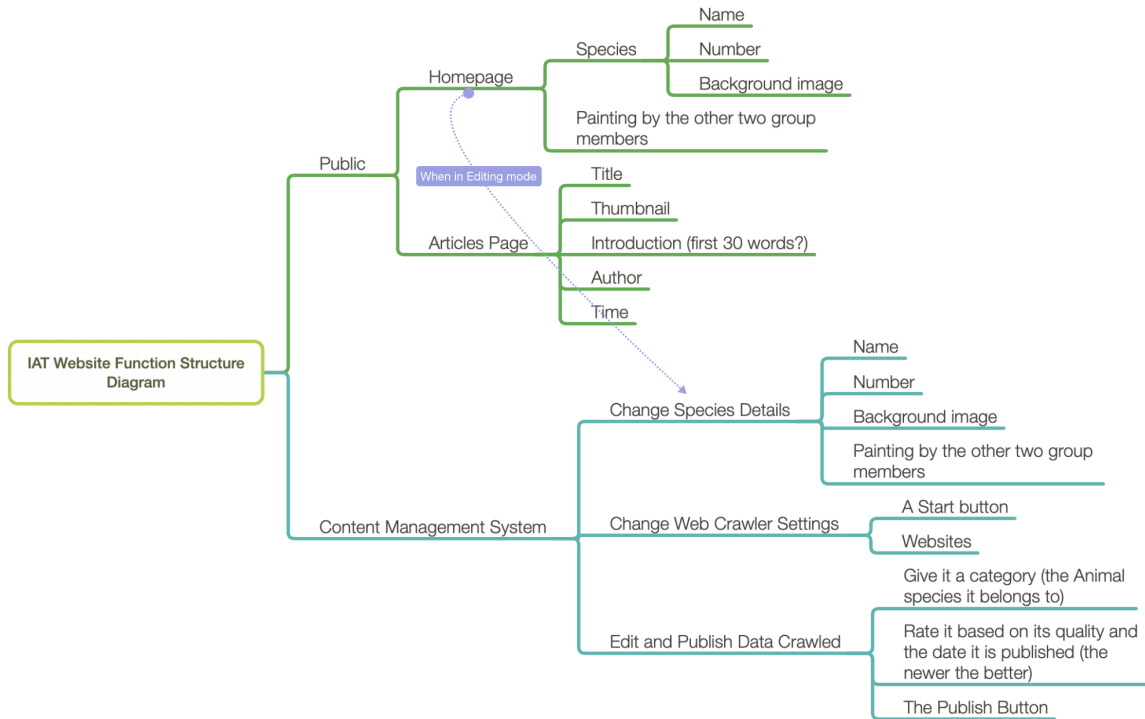 Name
Species
Number
Homepage
Background image
Painting by the other two group
members
Public
When in Editing mode
Title
Thumbnail
Articles Page
Introduction (first 30 words?)
Author
Time
IAT Website Function Structure
Diagram
Name
Number
Change Species Details
Background image
Painting by the other two group
members
Content Management System
Change Web Crawler Settings
A Start button
Websites
Give it a category (the Animal
species it belongs to)
Edit and Publish Data Crawled
Rate it based on its quality and
the date it is published (the
newer the better)
The Publish Button